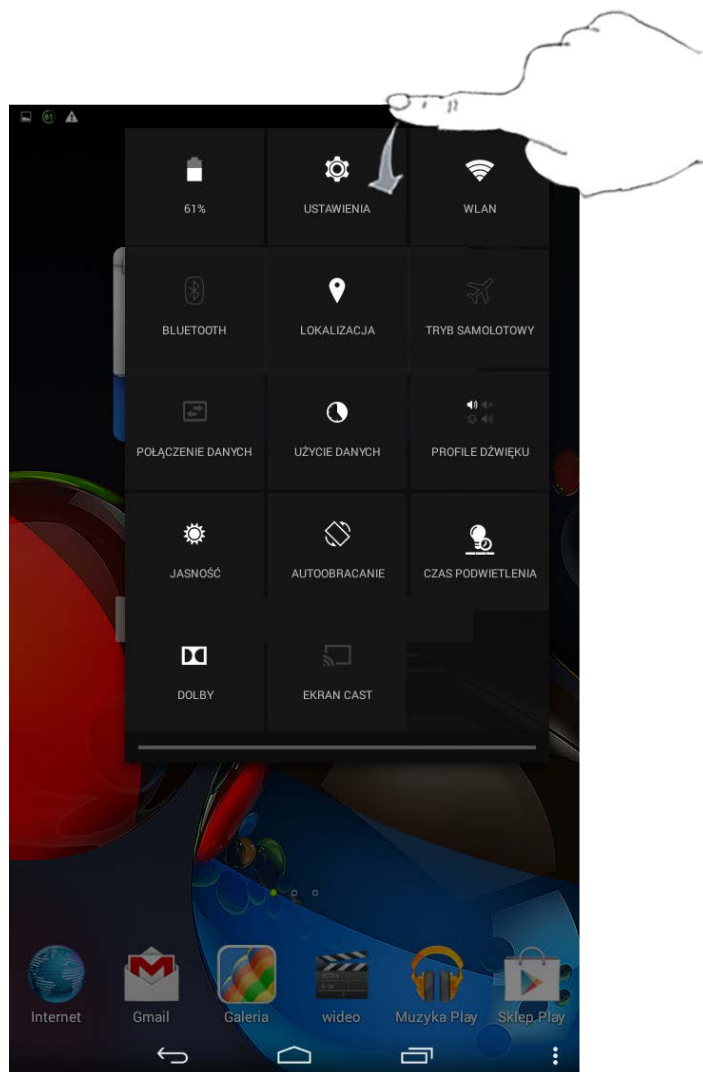 61
61%
USTAWIENIA
WLAN
BLUETOOTH
LOKALIZACJA
TRYB SAMOLOTOWY
POŁĄCZENIE DANYCH
UŻYCIE DANYCH
PROFILE DŹWIĘKU
JASNOŚĆ
AUTOOBRACANIE
CZAS PODWIETLENIA
DOLBY
EKRAN CAST
Internet
Gmail
Galeria
wideo
Muzyka Play
Sklep Play